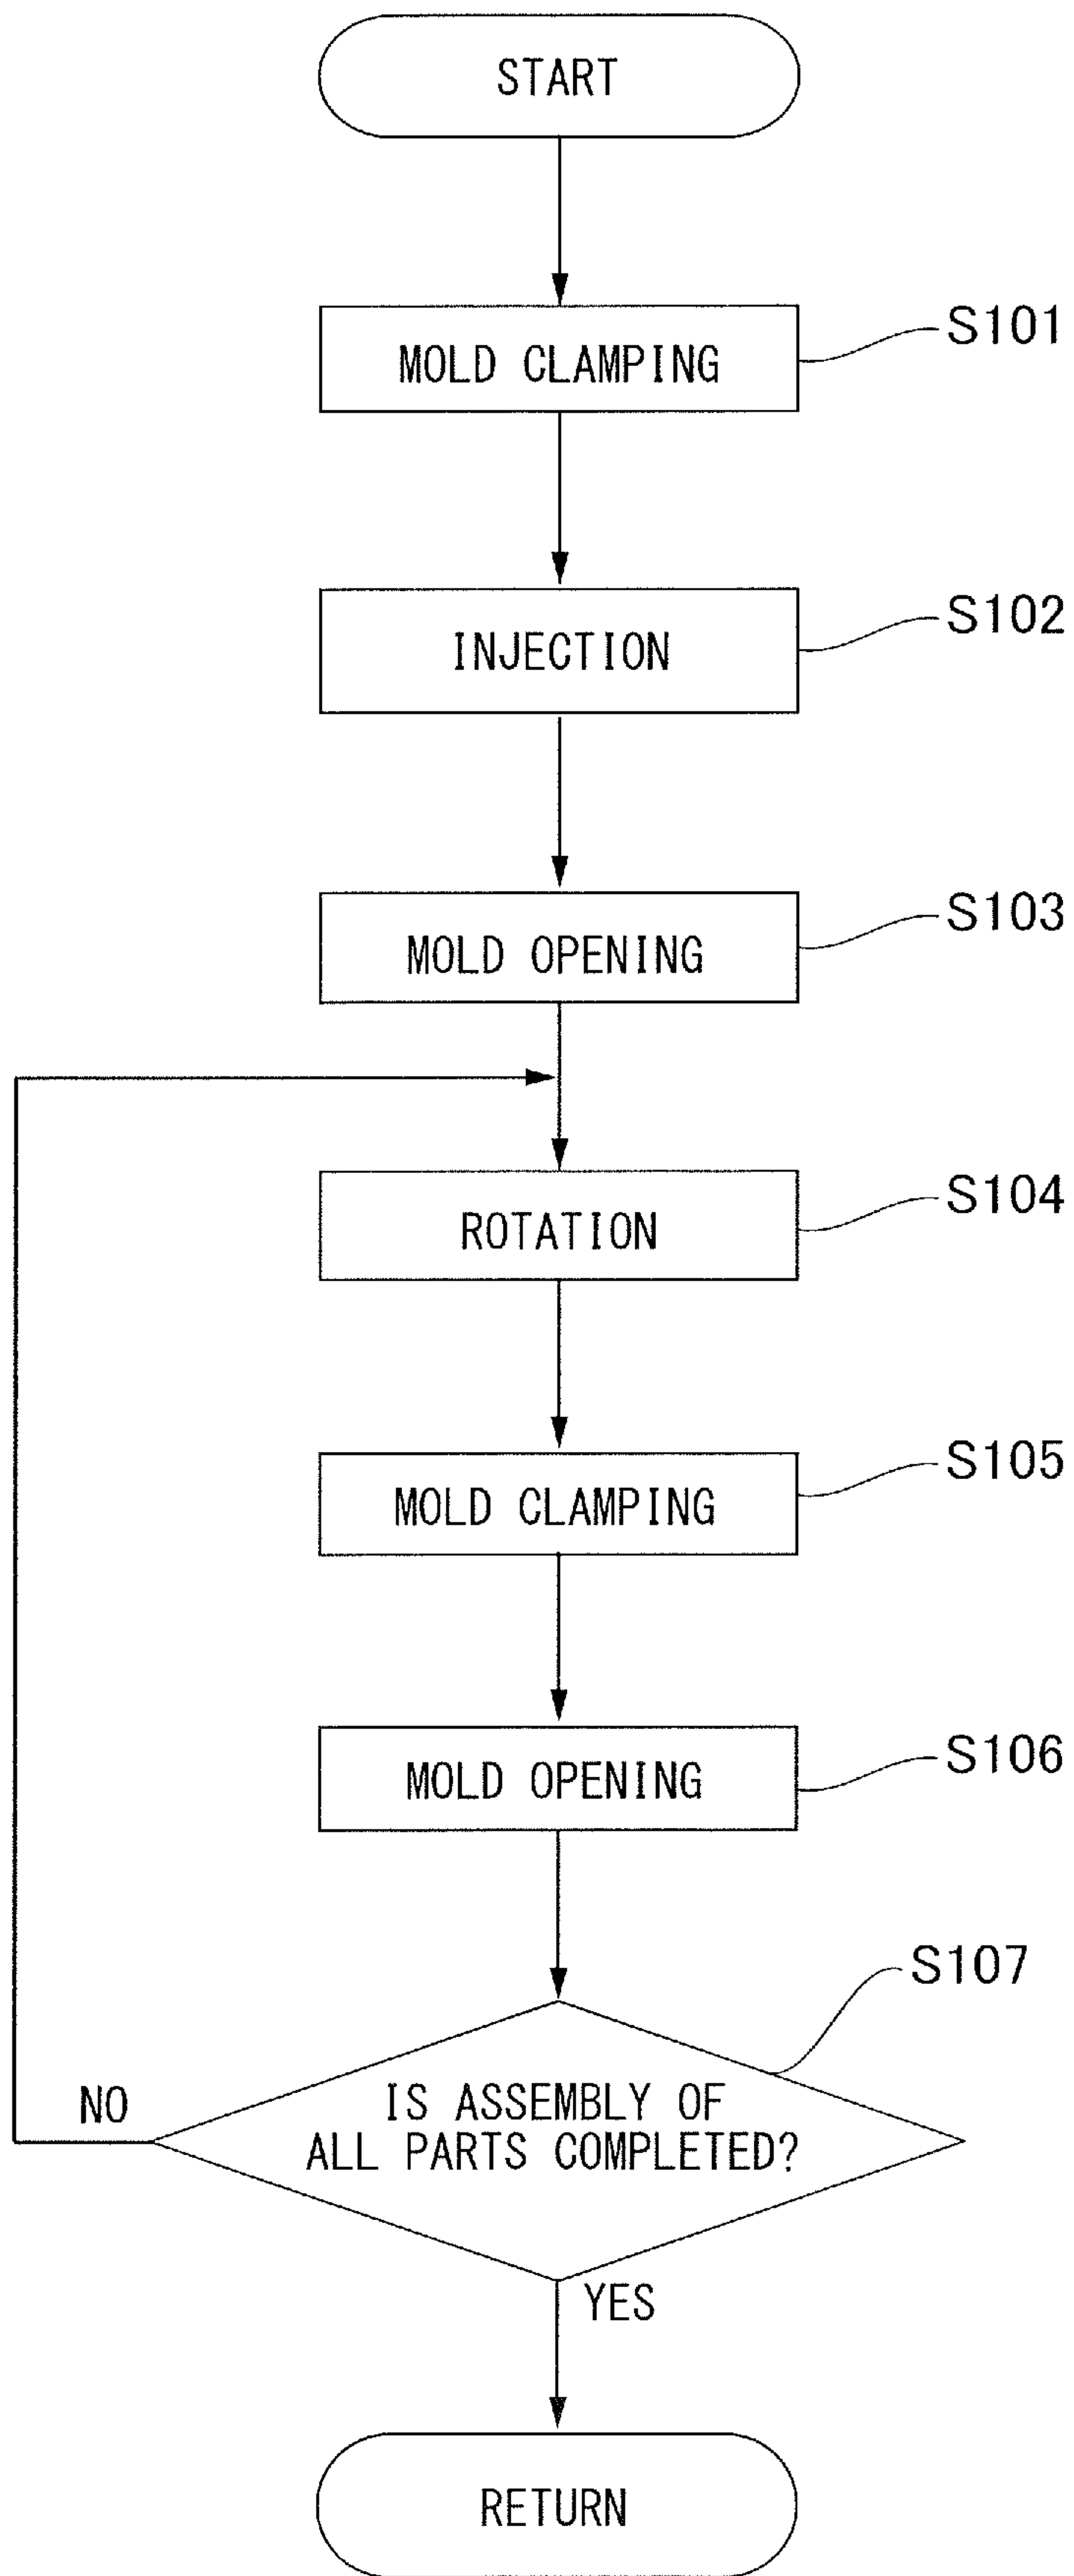 START
MOLD CLAMPING
S101
INJECTION
S102
MOLD OPENING
S103
ROTATION
S104
MOLD CLAMPING
S105
MOLD OPENING
S106
S107
IS ASSEMBLY OF
ALL PARTS COMPLETED?
NO
YES
RETURN